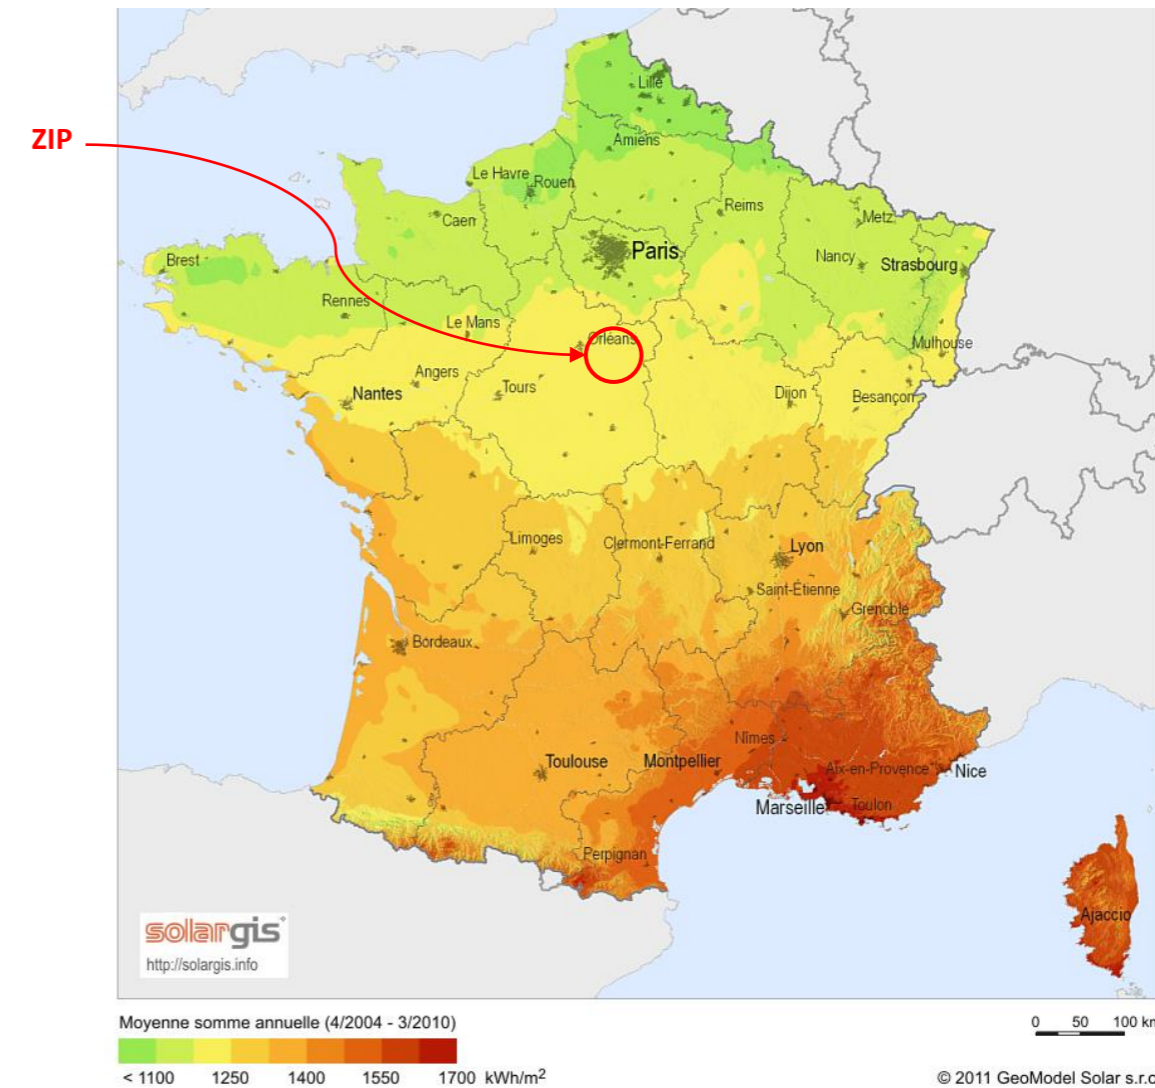 Lille
ZIP
Amiens
Le Havre
Rouen
Reims
Caen
Metz
Paris
Nancy
Strasbourg
Brest
Rennes
Le Mans
Orléans
Mulhouse
Angers
Tours
Nantes
Dijon
Besançon
Limoges
Clermont-Ferrand
Lyon
Saint-Etienne
Grenoble
Bordeaux
Nîmes
Toulouse
Montpellier
Aix-en-Provence
Nice
Marseille
Toulon
Perpignan
Ajaccio
solargis
http://solargis.info
Moyenne somme annuelle (4/2004 - 3/2010)
0 50 100 km
< 1100 1250 1400 1550 1700 kWh/m²
© 2011 GeoModel Solar s.r.o